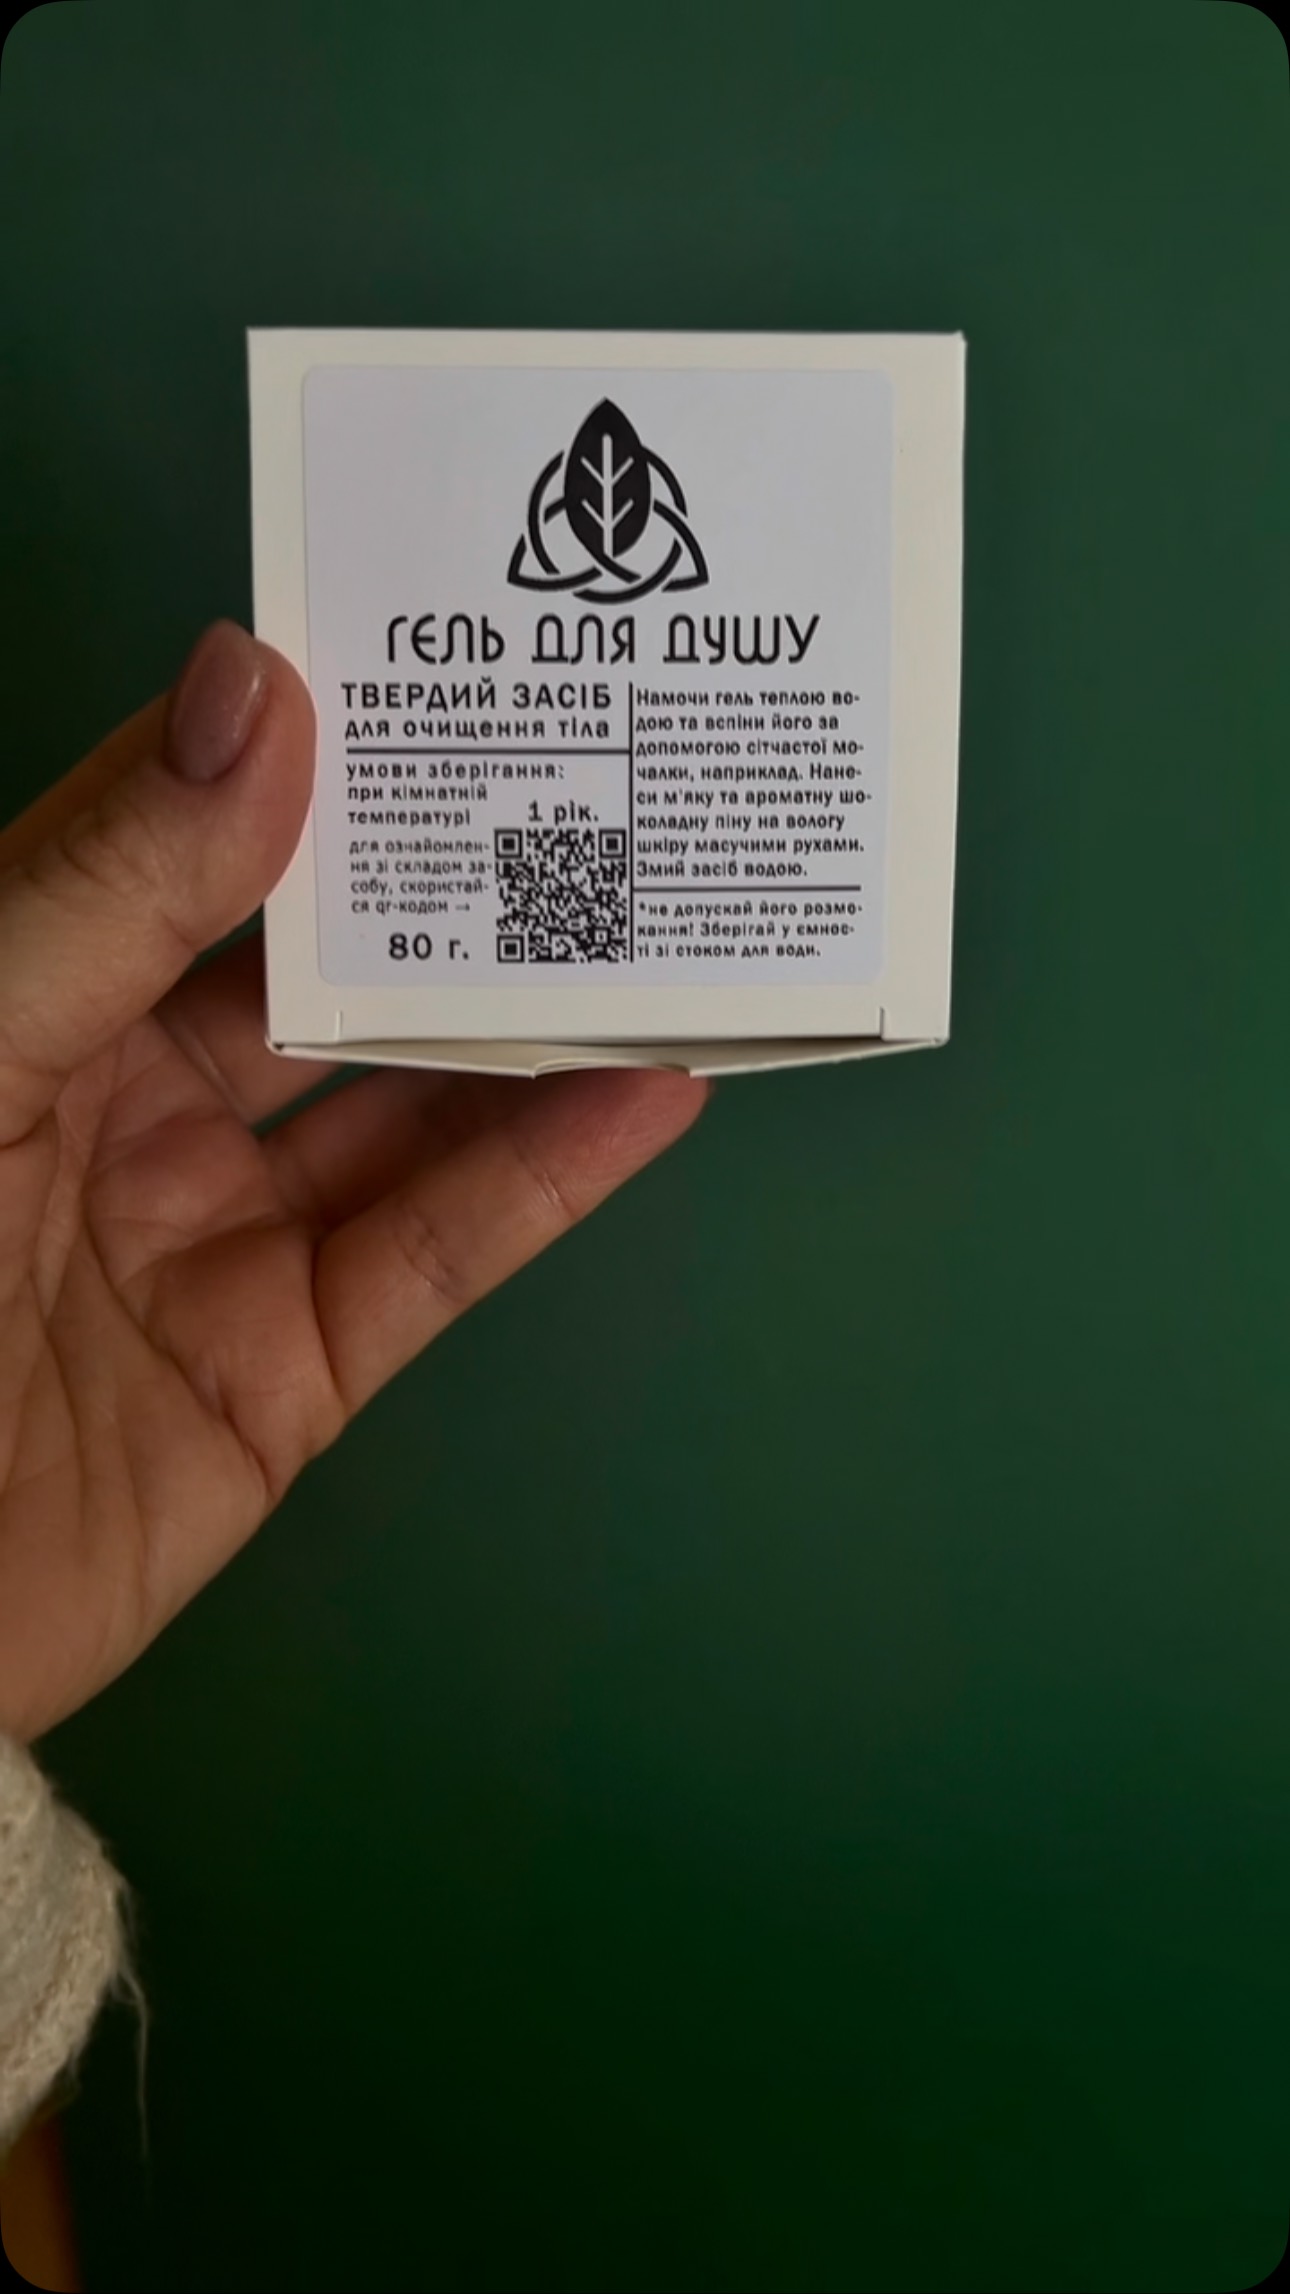 ГЕЛЬ ДЛЯ ДУШУ
ТВЕРДИЙ ЗАСІБ
для очищення тіла
умови зберігання:
при кімнатній
температурі
1 рік.
для ознайомлен-
ня зі складом за-
собу, скористай-
ся qr-кодом →
80 г.
Намочи гель теплою во-
дою та вспіни його за
допомогою сітчастої мо-
чалки, наприклад. Нане-
си м'яку та ароматну шо-
коладну піну на вологу
шкіру масучими рухами.
Змий засіб водою.
*не допускай його розмо-
кання! Зберігай у ємнос-
ті зі стоком для води.